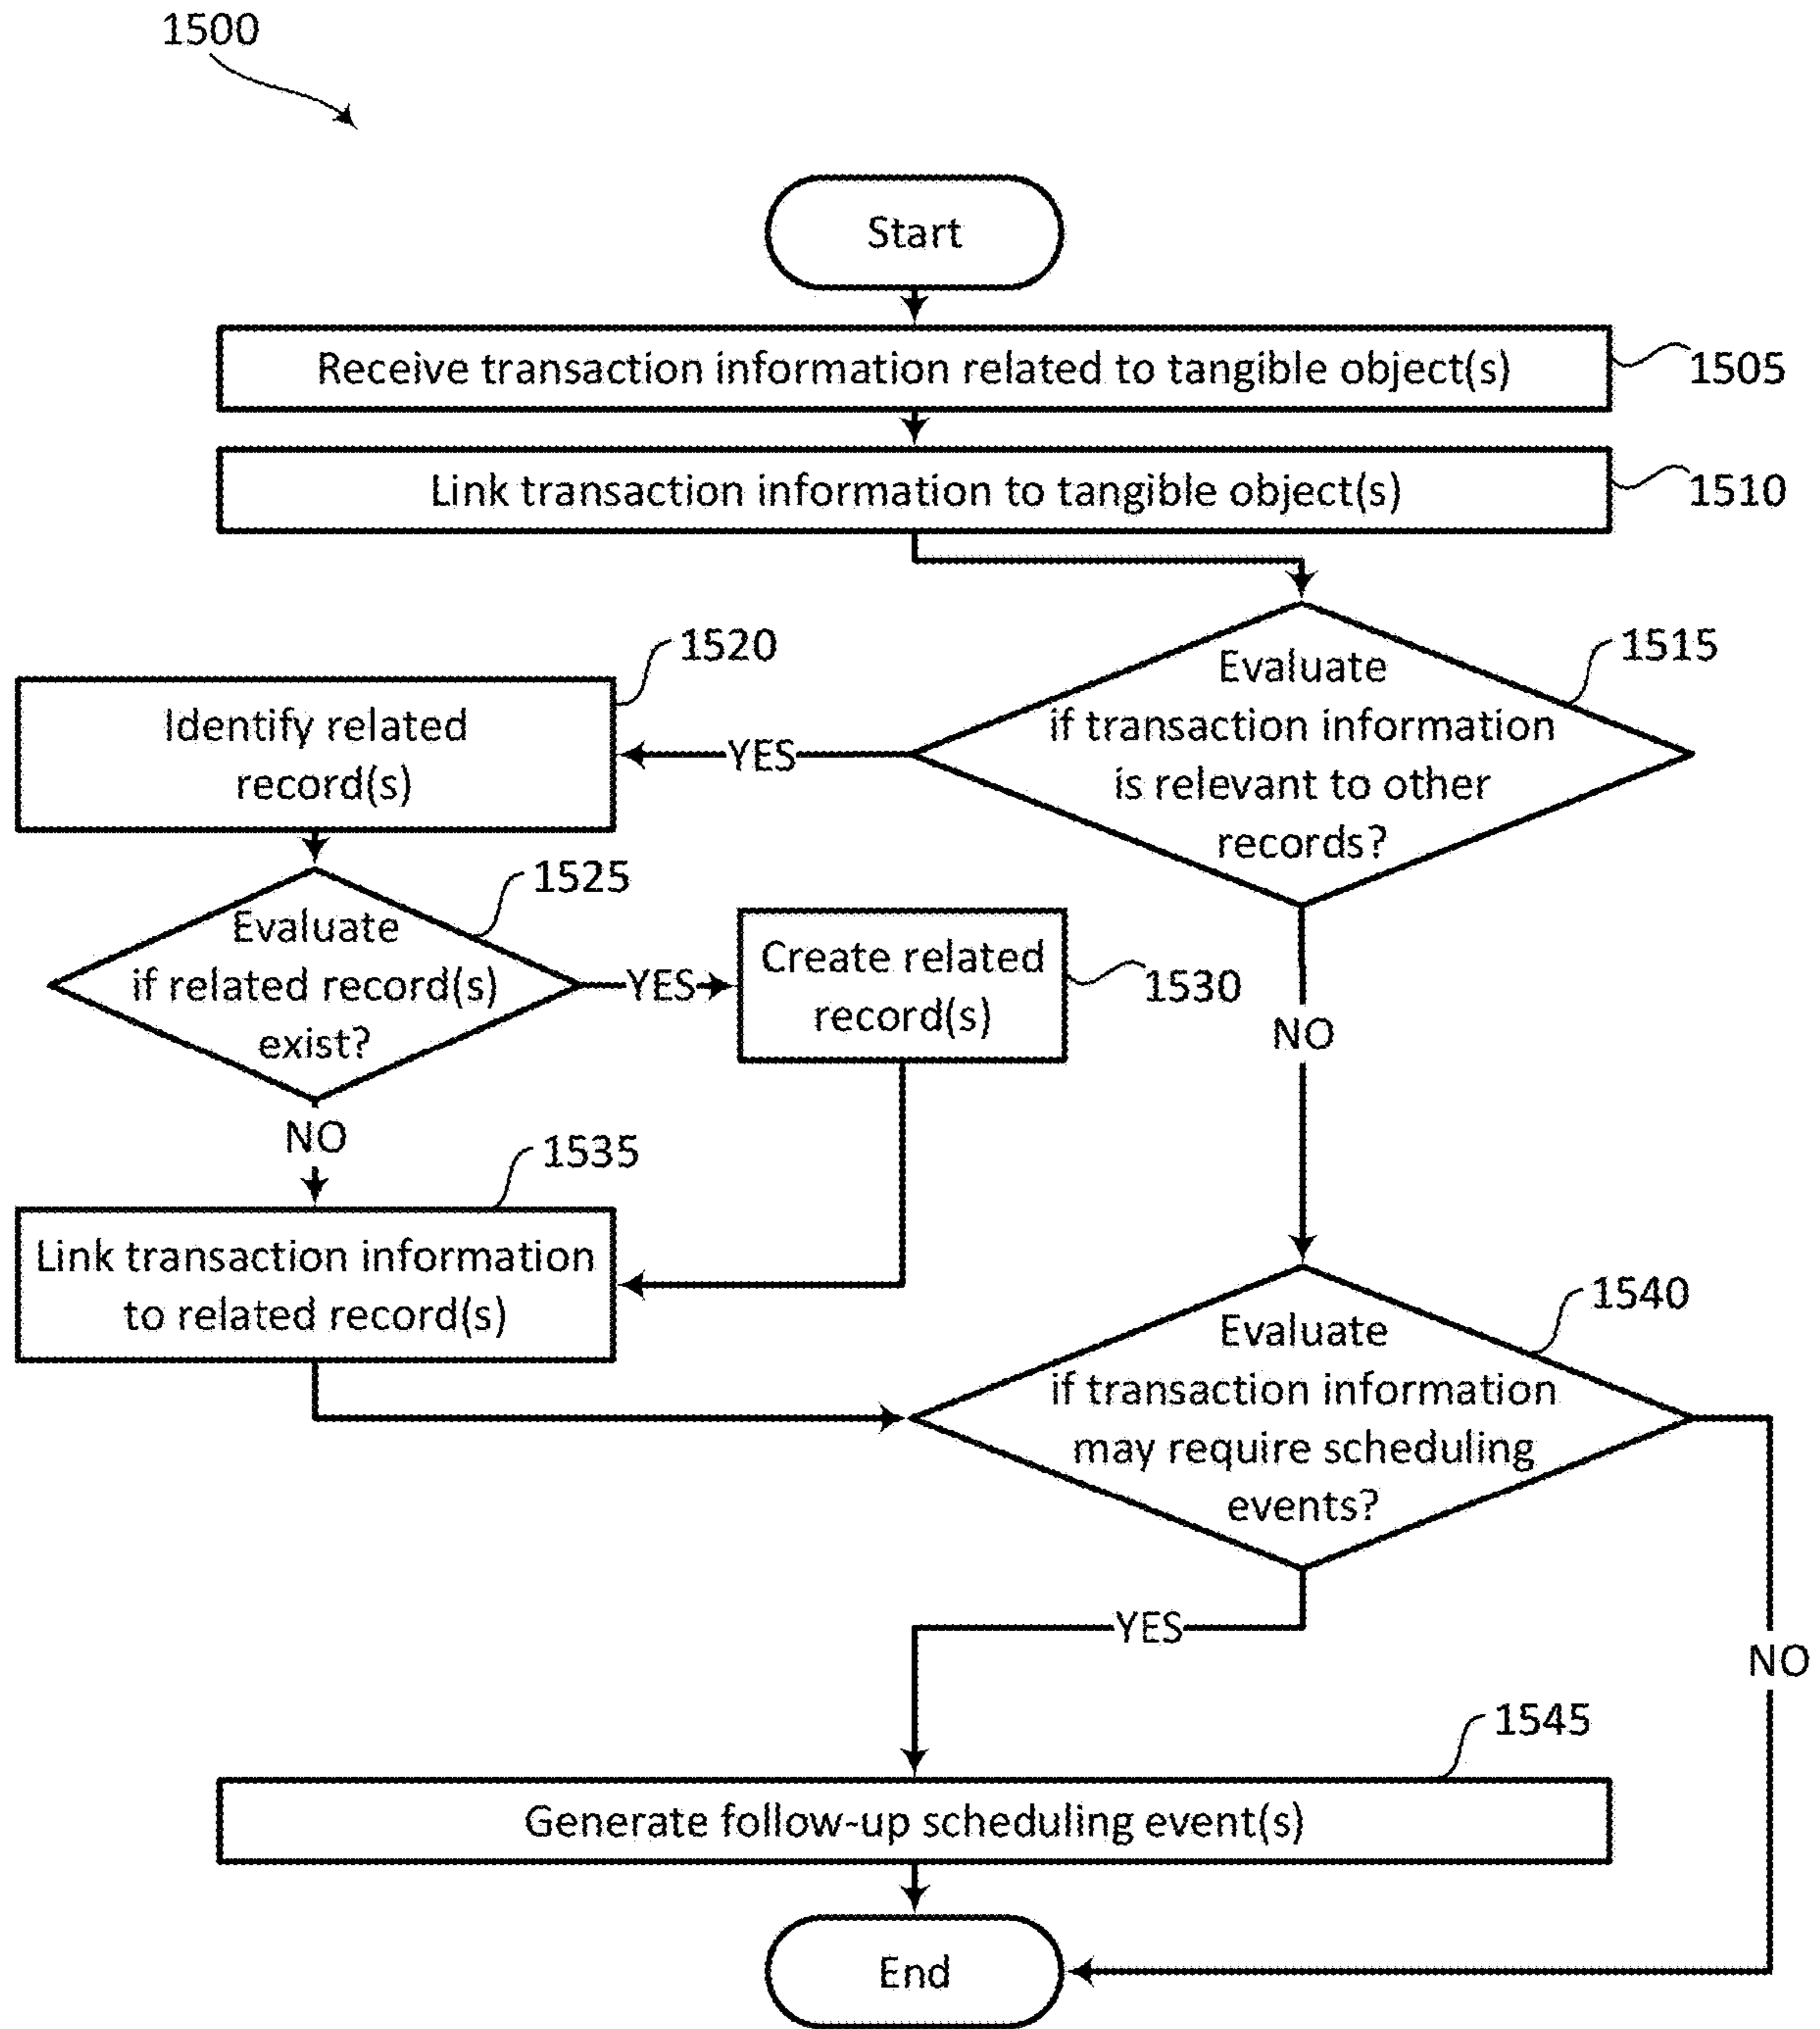 1500
Start
Receive transaction information related to tangible object(s)
1505
Link transaction information to tangible object(s)
1510
1515
Evaluate
if transaction information
is relevant to other
records?
YES
1520
Identify related
record(s)
1525
Evaluate
if related record(s)
exist?
YES
Create related
record(s)
1530
NO
NO
1535
Link transaction information
to related record(s)
1540
Evaluate
if transaction information
may require scheduling
events?
YES
NO
1545
Generate follow-up scheduling event(s)
End